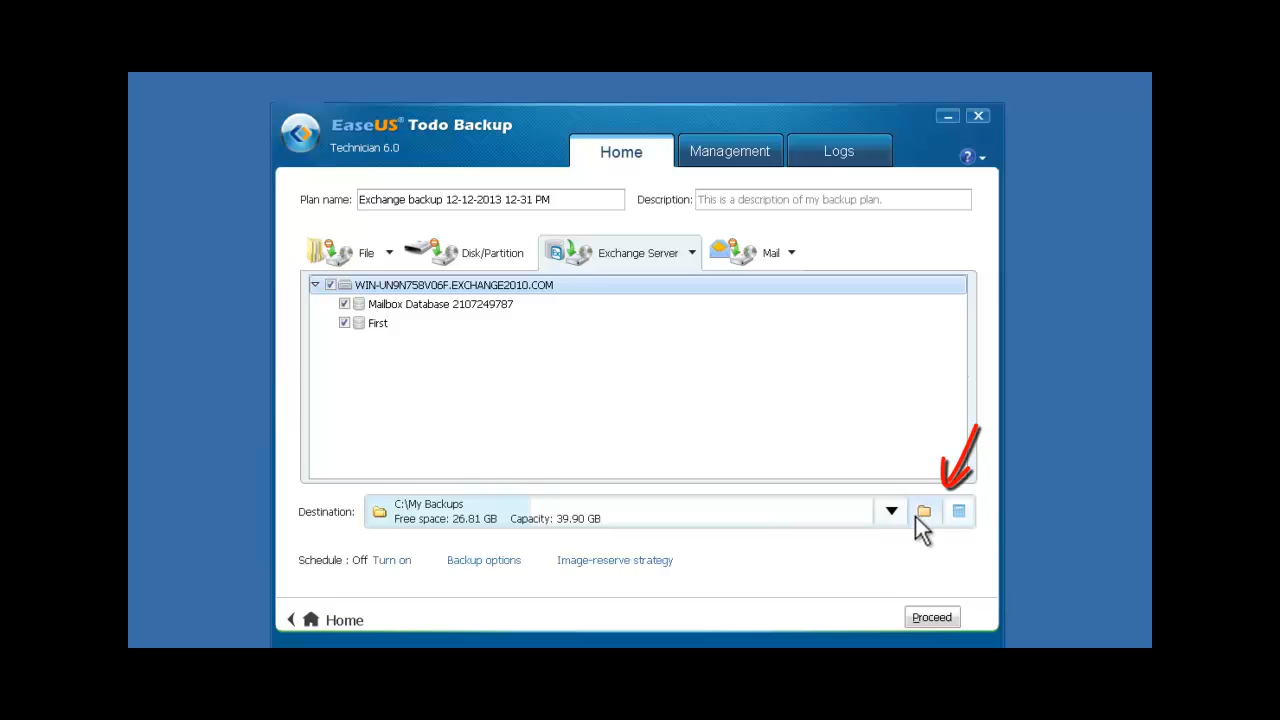 EaseUS® Todo Backup
Technician 6.0
Home
Management
Logs
?
Plan name: Exchange backup 12-12-2013 12-31 PM
Description: This is a description of my backup plan.
File
Disk/Partition
Exchange Server
Mail
WIN-UN9N758V06F.EXCHANGE2010.COM
Mailbox Database 2107249787
First
Destination:
C:\My Backups
Free space: 26.81 GB Capacity: 39.90 GB
Schedule : Off Turn on
Backup options
Image-reserve strategy
Home
Proceed